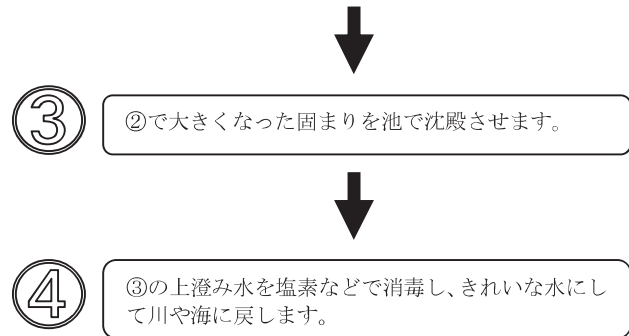 ③
②で大きくなった固まりを池で沈殿させます。
④
③の上澄み水を塩素などで消毒し、きれいな水にし
て川や海に戻します。